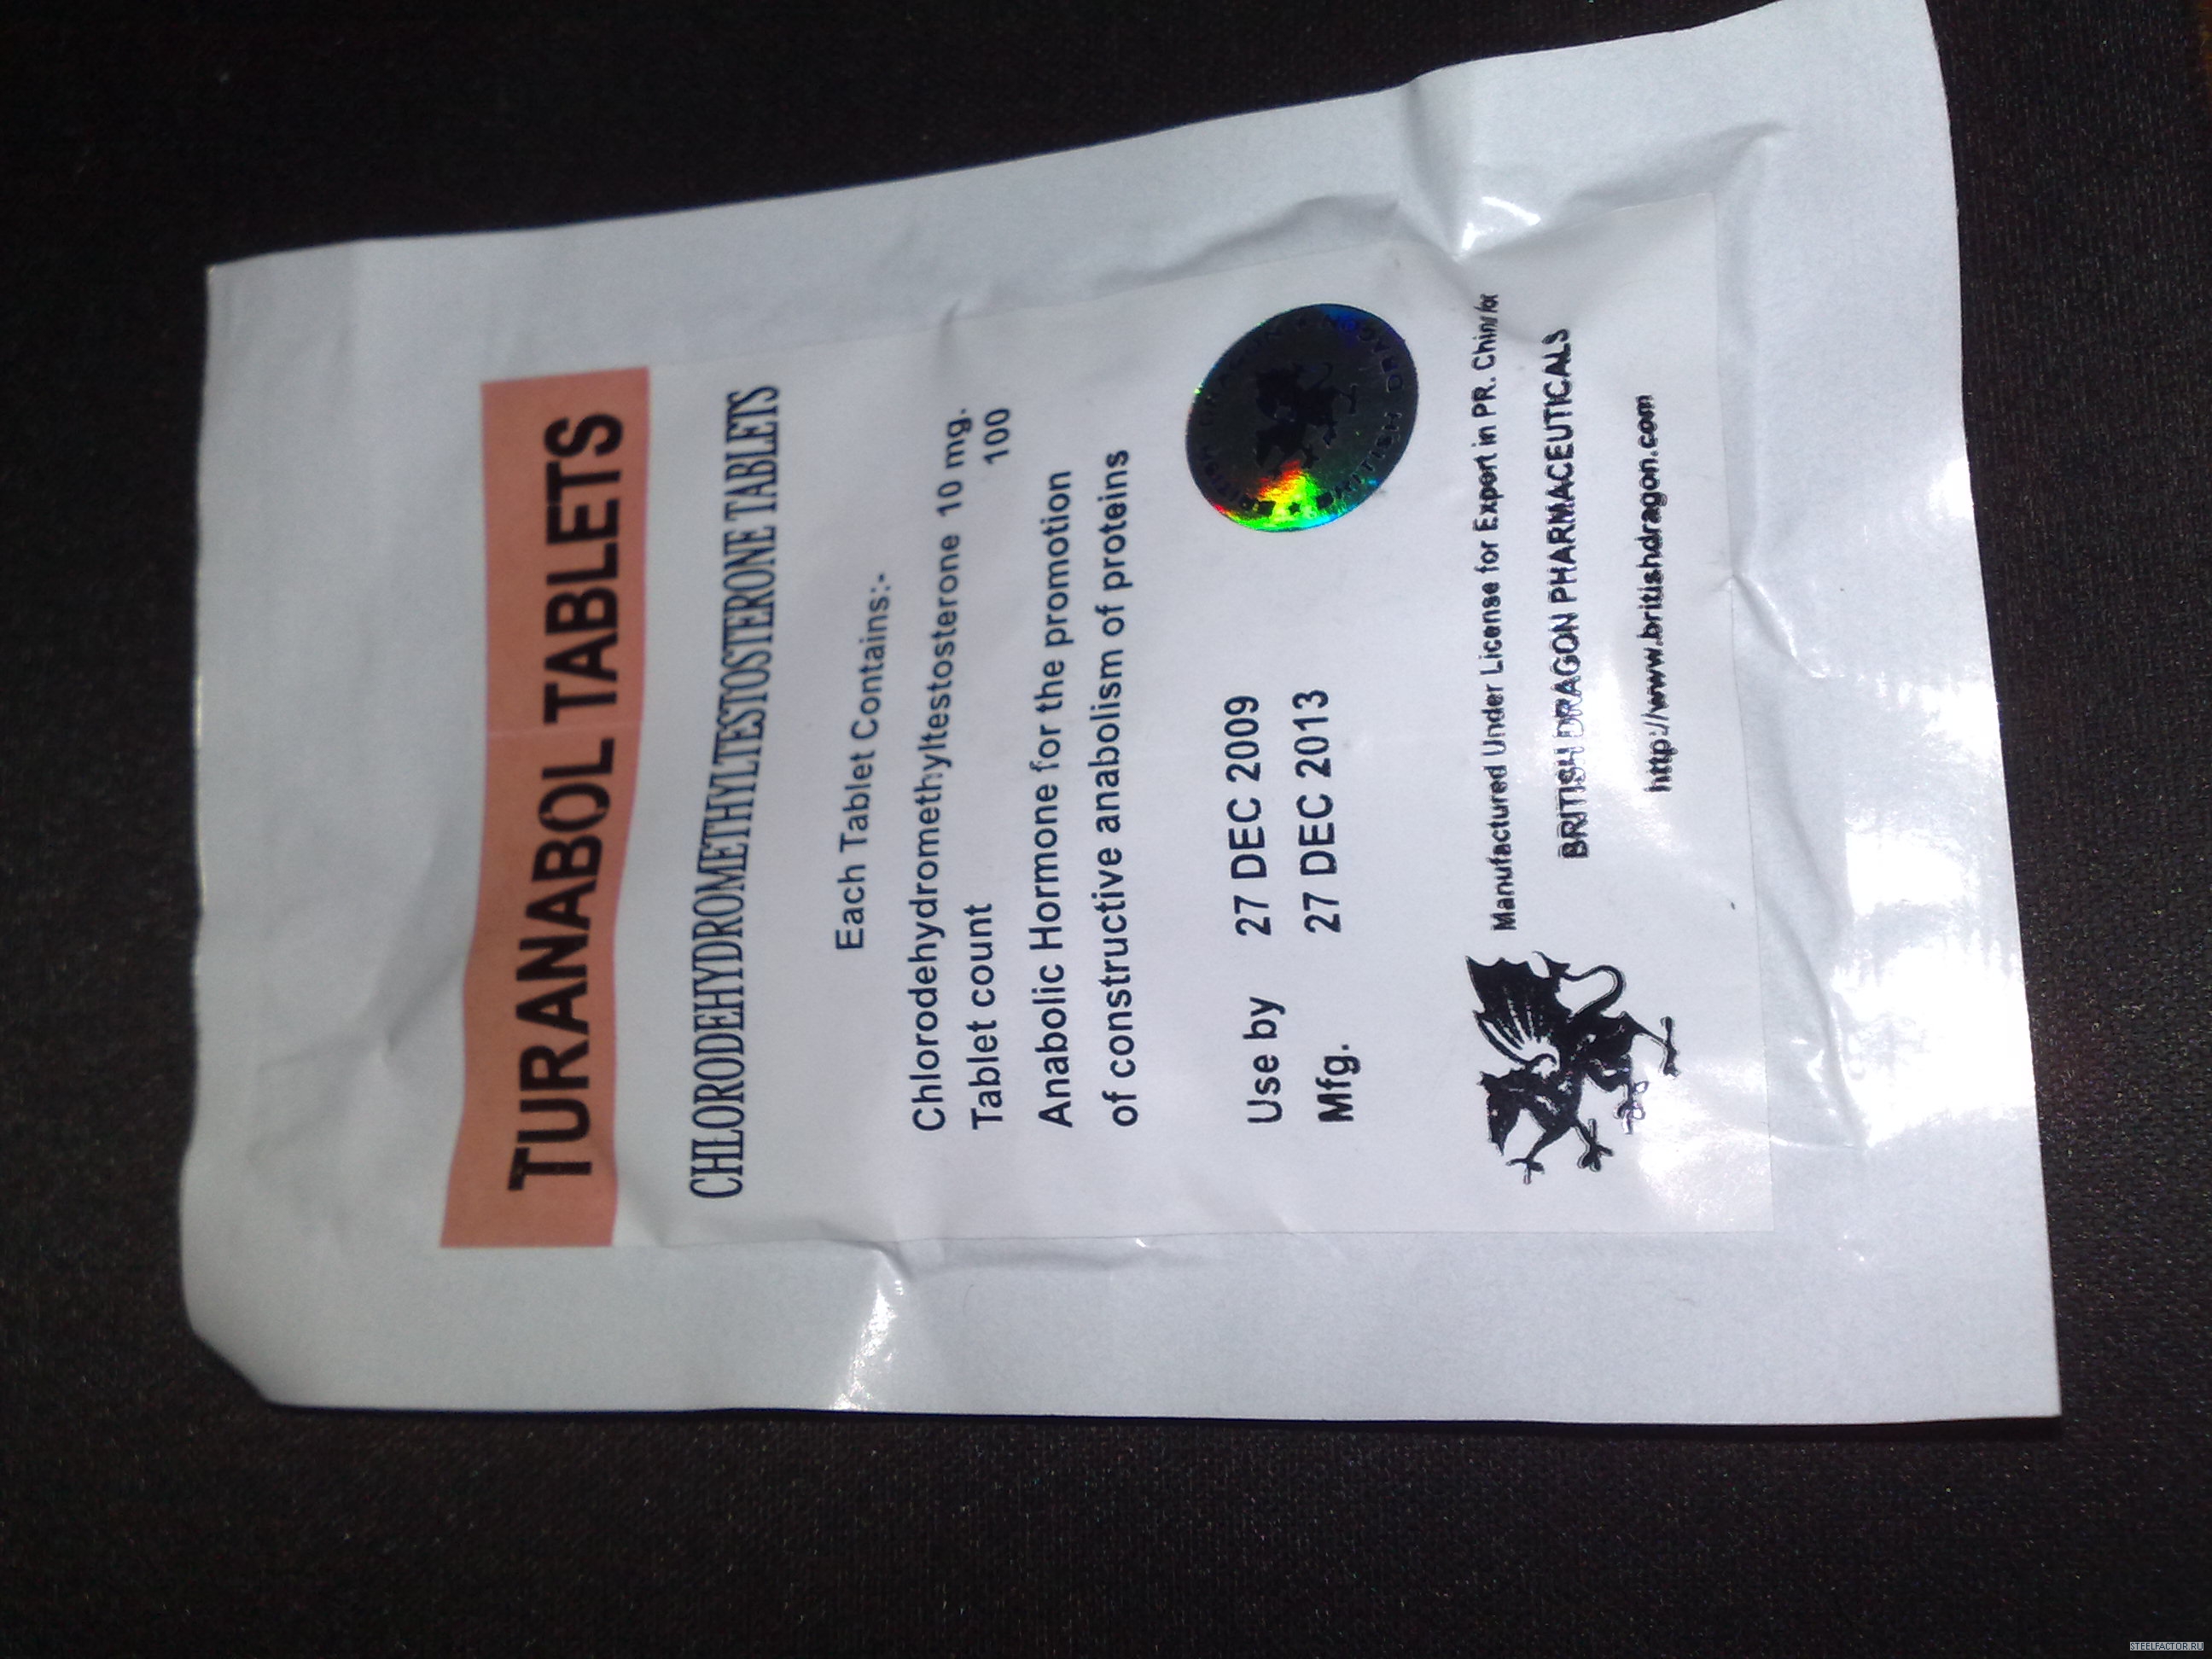 TURANABOL TABLETS
CHLORODEHYDROMETHYLTESTOSTERONE TABLETS
Each Tablet Contains:-
Chlorodehydromethyltestosterone 10 mg.
Tablet count 100
Anabolic Hormone for the promotion
of constructive anabolism of proteins
Use by 27 DEC 2009
Mfg. 27 DEC 2013
BRITISH DRAGON
Manufactured Under License for Export in PR. China for
BRITISH DRAGON PHARMACEUTICALS
http://www.britishdragon.com
STEELFACTOR.RU